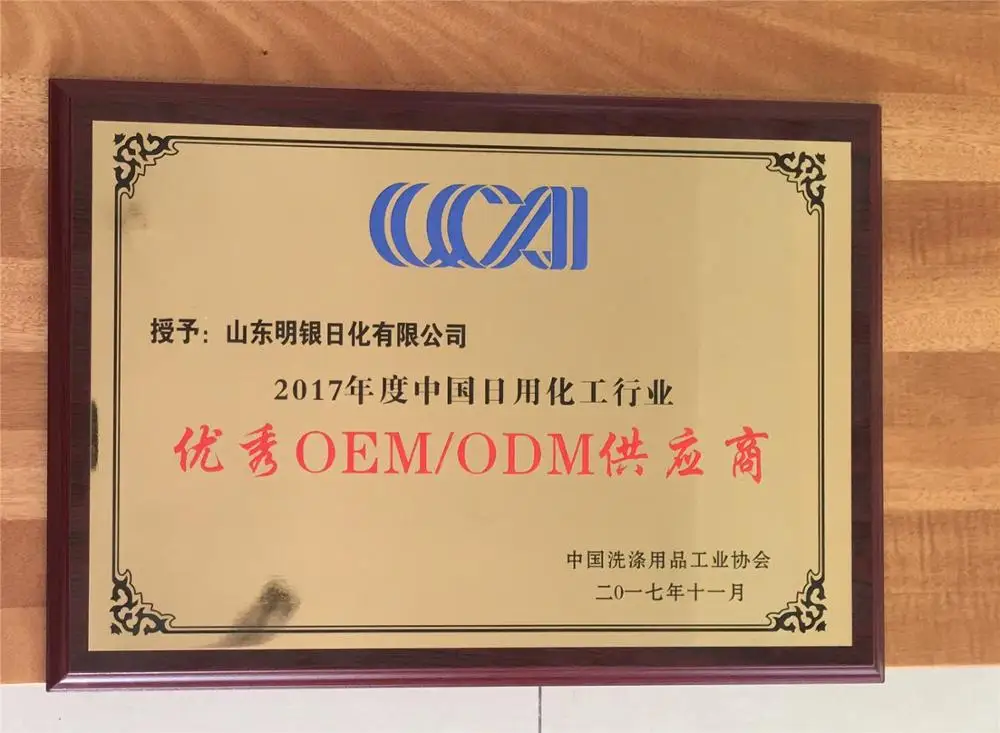 CCAI
授予：山东明银日化有限公司
2017年度中国日用化工行业
优秀OEM/ODM供应商
中国洗涤用品工业协会
二〇一七年十一月